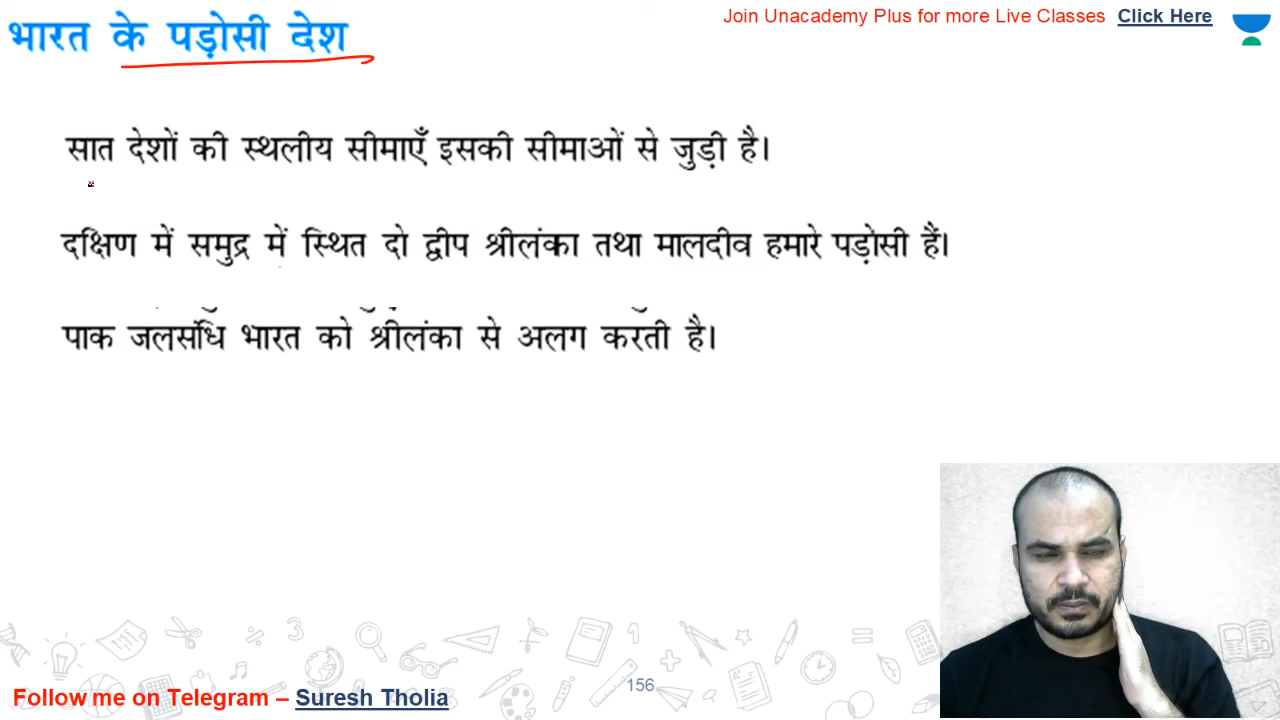 भारत के पड़ोसी देश
Join Unacademy Plus for more Live Classes Click Here
सात देशों की स्थलीय सीमाएँ इसकी सीमाओं से जुड़ी है।
दक्षिण में समुद्र में स्थित दो द्वीप श्रीलंका तथा मालदीव हमारे पड़ोसी हैं।
पाक जलसंधि भारत को श्रीलंका से अलग करती है।
156
Follow me on Telegram – Suresh Tholia